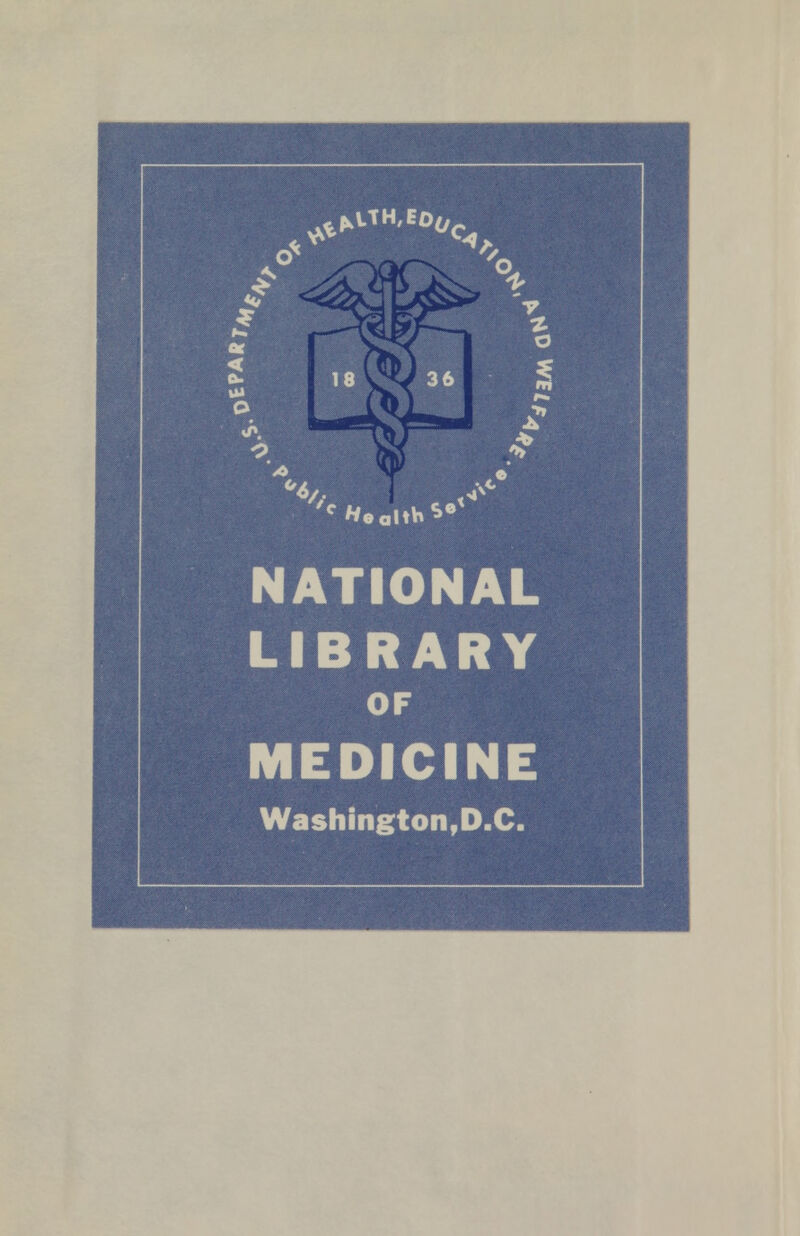 U.S. DEPARTMENT OF HEALTH, EDUCATION, AND WELFARE
• Public Health Service •
18 36
NATIONAL
LIBRARY
OF
MEDICINE
Washington,D.C.